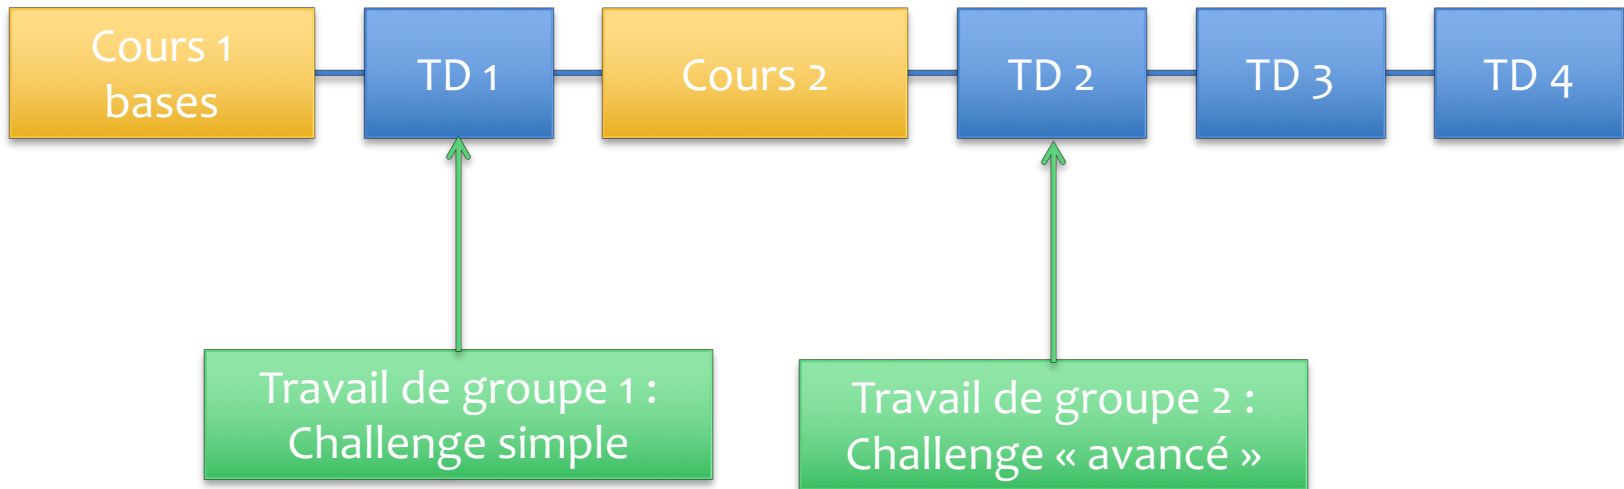 Cours 1
bases
TD 1
Cours 2
TD 2
TD 3
TD 4
Travail de groupe 1 :
Challenge simple
Travail de groupe 2 :
Challenge « avancé »